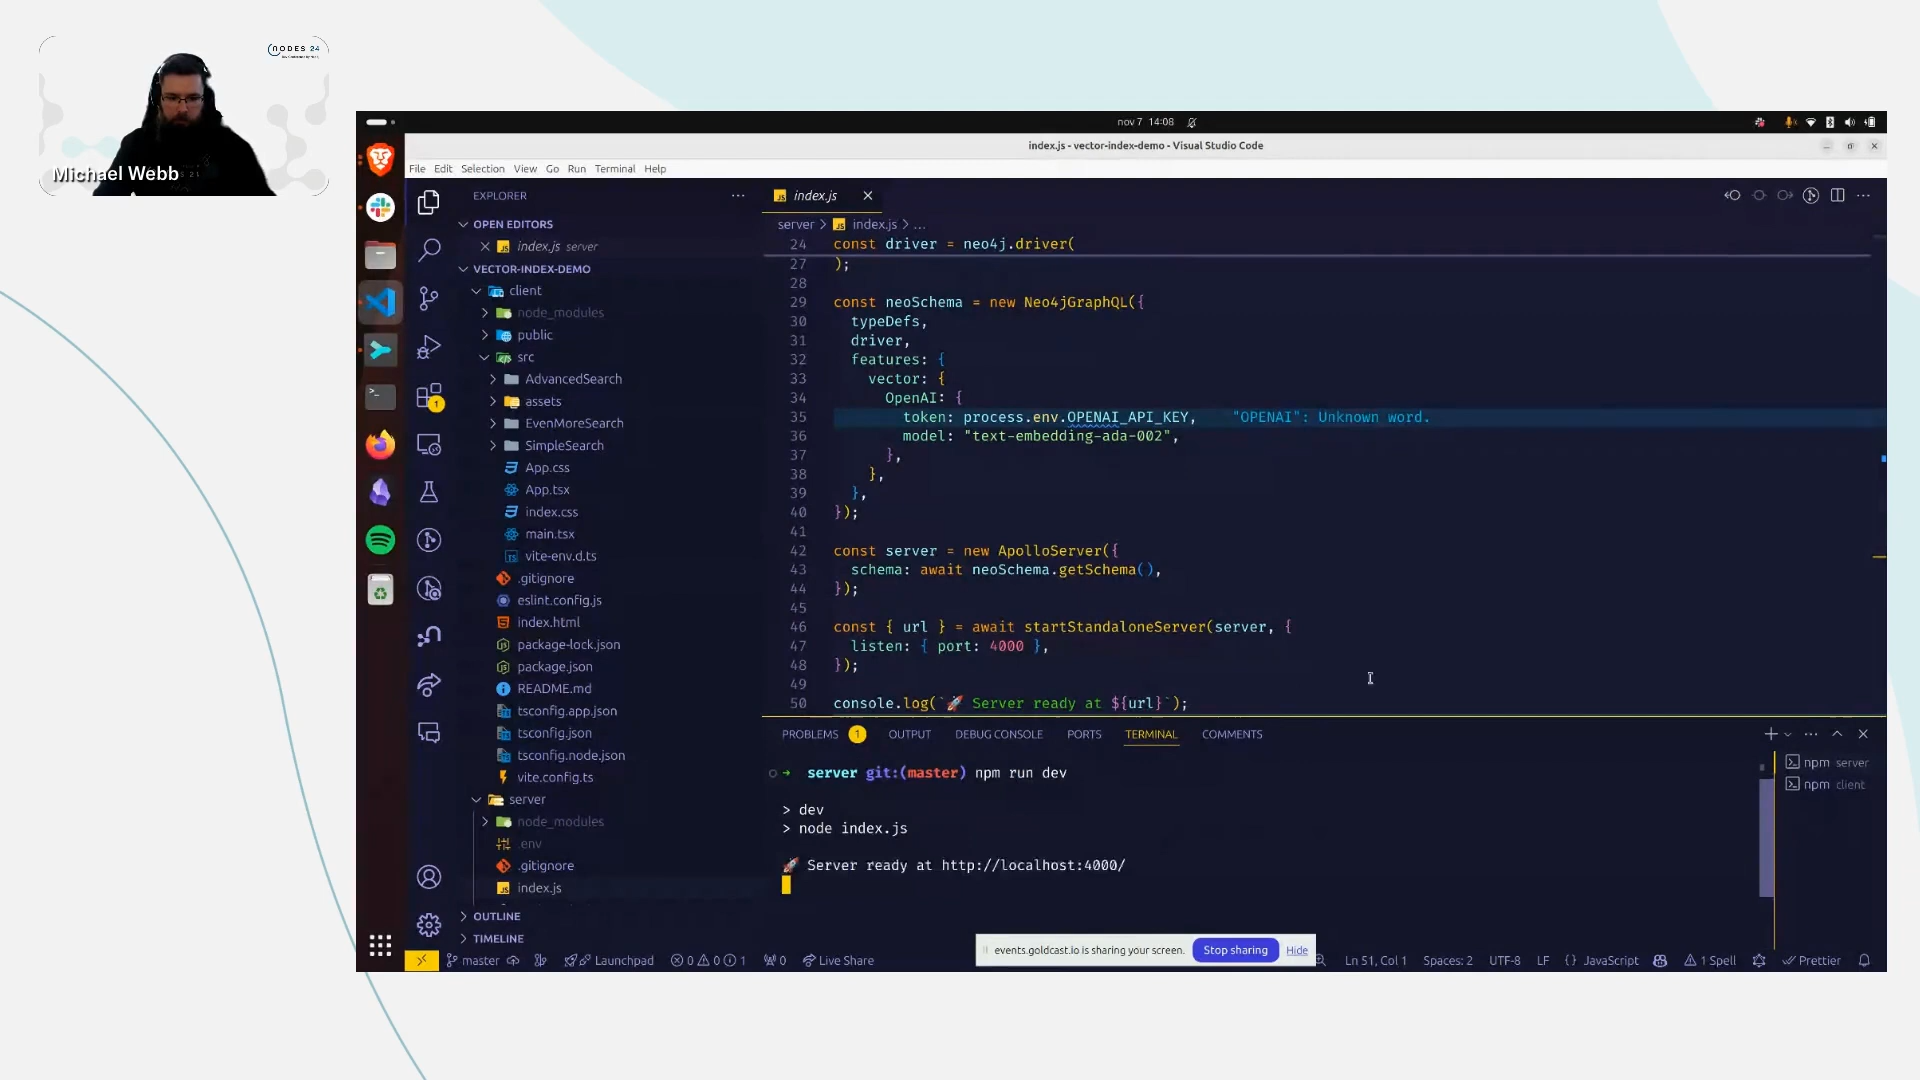 NODES 24
Michael Webb
nov 7 14:08
index.js - vector-index-demo - Visual Studio Code
File Edit Selection View Go Run Terminal Help
EXPLORER
OPEN EDITORS
index.js server
VECTOR-INDEX-DEMO
client
node_modules
public
src
AdvancedSearch
assets
EvenMoreSearch
SimpleSearch
App.css
App.tsx
index.css
main.tsx
vite-env.d.ts
.gitignore
eslint.config.js
index.html
package-lock.json
package.json
README.md
tsconfig.app.json
tsconfig.json
tsconfig.node.json
vite.config.ts
server
node_modules
.env
.gitignore
index.js
OUTLINE
TIMELINE
1
index.js
server > index.js > ...
24 const driver = neo4j.driver(
27 );
28
29 const neoSchema = new Neo4jGraphQL({
30 typeDefs,
31 driver,
32 features: {
33 vector: {
34 OpenAI: {
35 token: process.env.OPENAI_API_KEY, "OPENAI": Unknown word.
36 model: "text-embedding-ada-002",
37 },
38 },
39 },
40 });
41
42 const server = new ApolloServer({
43 schema: await neoSchema.getSchema(),
44 });
45
46 const { url } = await startStandaloneServer(server, {
47 listen: { port: 4000 },
48 });
49
50 console.log(`🚀 Server ready at ${url}`);
PROBLEMS 1 OUTPUT DEBUG CONSOLE PORTS TERMINAL COMMENTS
→ server git:(master) npm run dev
> dev
> node index.js
🚀 Server ready at http://localhost:4000/
npm server
npm client
events.goldcast.io is sharing your screen. Stop sharing Hide
master Launchpad 0 0 1 0 Live Share
Ln 51, Col 1 Spaces: 2 UTF-8 LF {} JavaScript 1 Spell Prettier